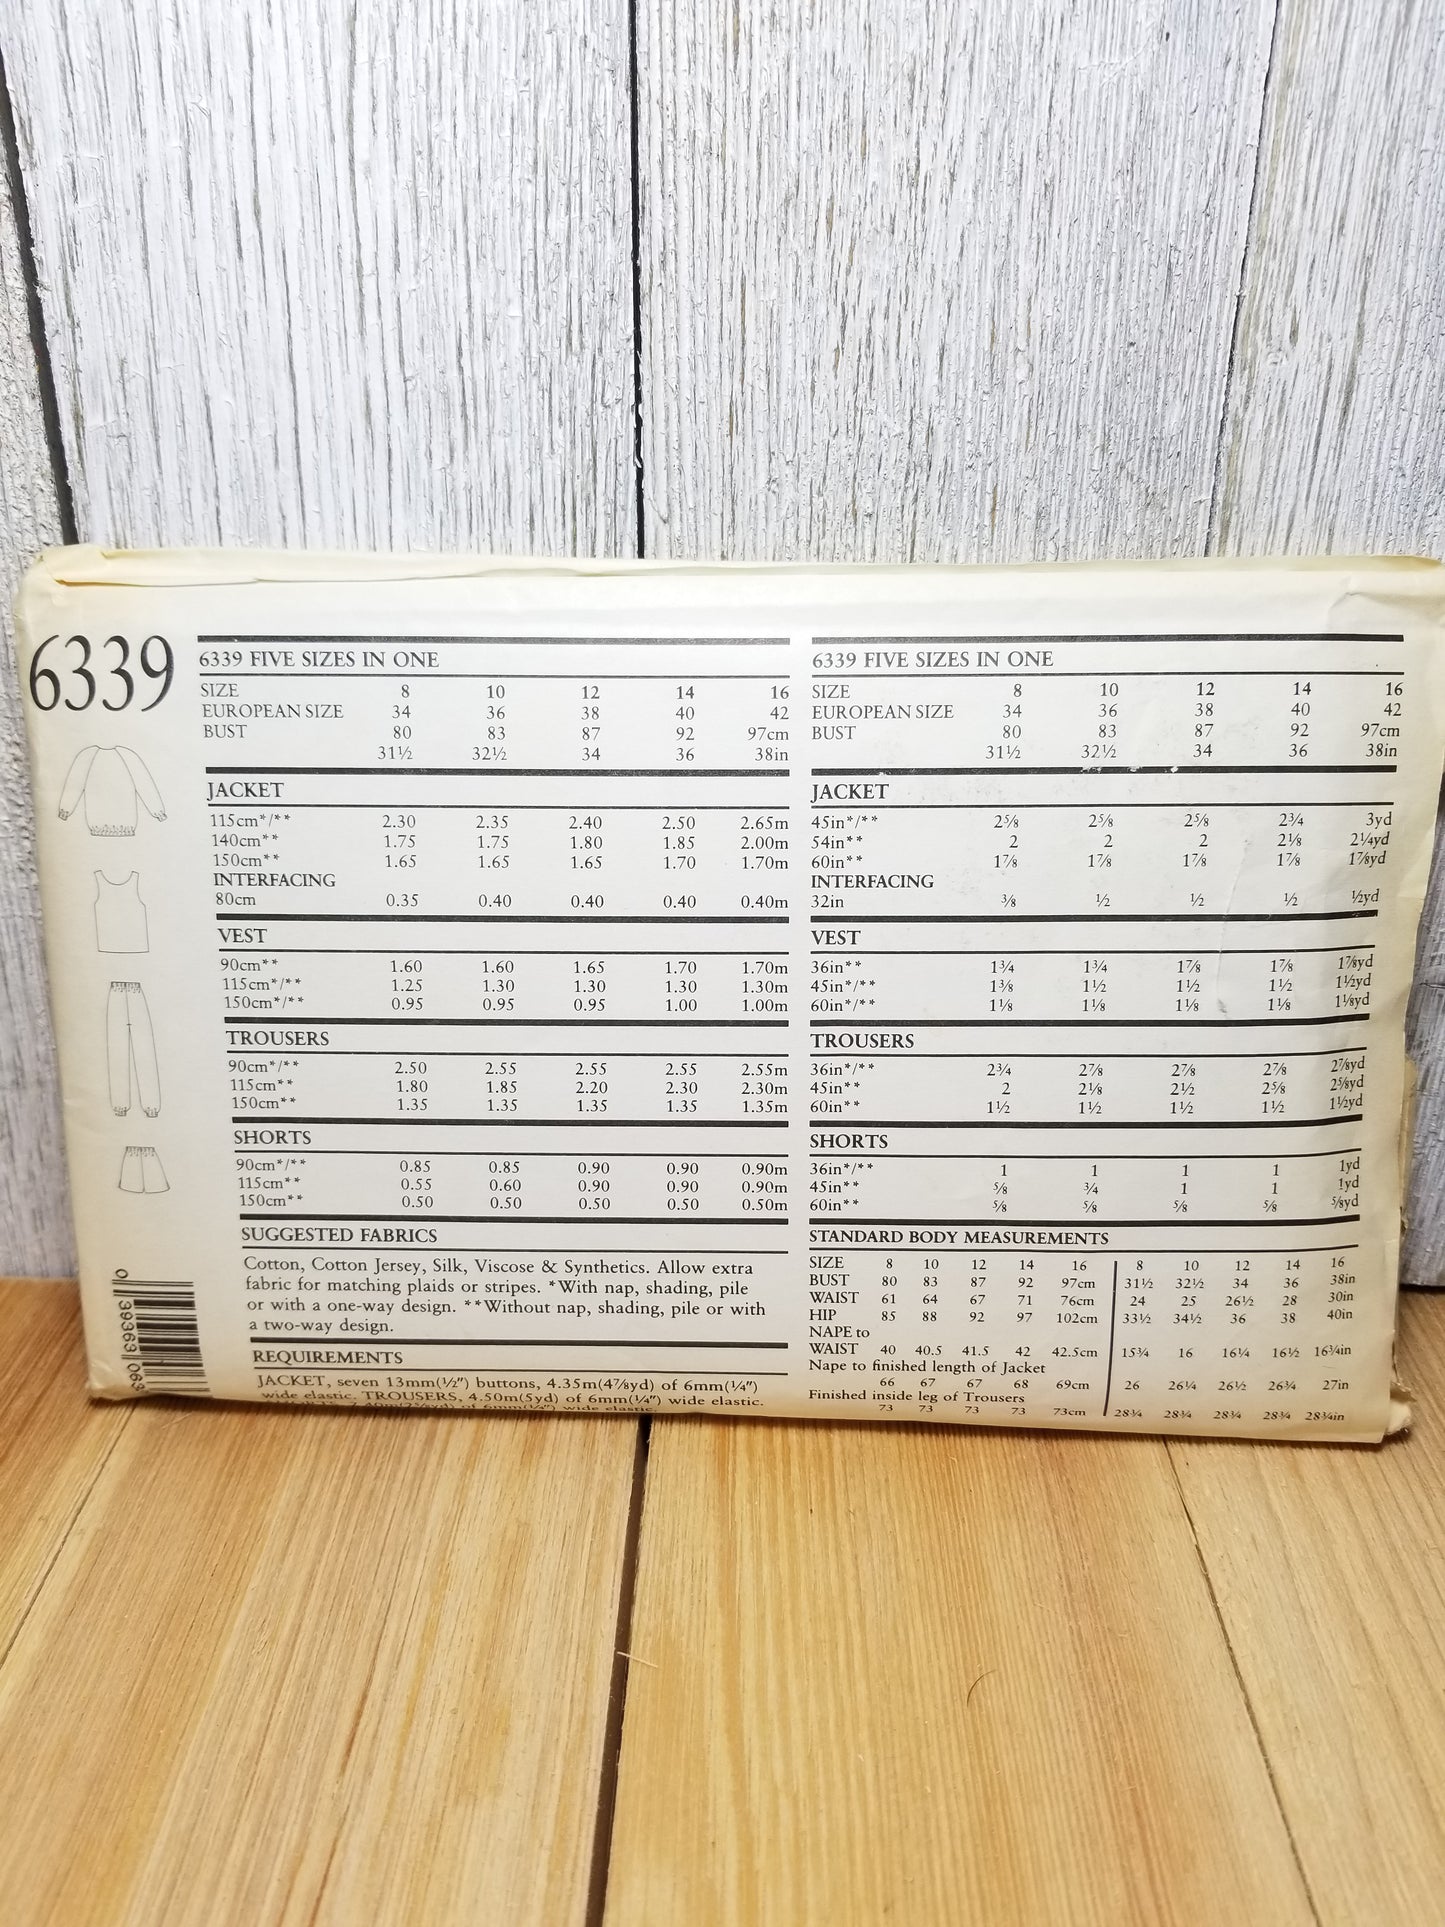 6339
6339 FIVE SIZES IN ONE
SIZE 8 10 12 14 16
EUROPEAN SIZE 34 36 38 40 42
BUST 80 83 87 92 97cm
31½ 32½ 34 36 38in
JACKET
115cm*/** 2.30 2.35 2.40 2.50 2.65m
140cm** 1.75 1.75 1.80 1.85 2.00m
150cm** 1.65 1.65 1.65 1.70 1.70m
INTERFACING
80cm 0.35 0.40 0.40 0.40 0.40m
VEST
90cm** 1.60 1.60 1.65 1.70 1.70m
115cm*/** 1.25 1.30 1.30 1.30 1.30m
150cm*/** 0.95 0.95 0.95 1.00 1.00m
TROUSERS
90cm*/** 2.50 2.55 2.55 2.55 2.55m
115cm** 1.80 1.85 2.20 2.30 2.30m
150cm** 1.35 1.35 1.35 1.35 1.35m
SHORTS
90cm*/** 0.85 0.85 0.90 0.90 0.90m
115cm** 0.55 0.60 0.90 0.90 0.90m
150cm** 0.50 0.50 0.50 0.50 0.50m
SUGGESTED FABRICS
Cotton, Cotton Jersey, Silk, Viscose & Synthetics. Allow extra
fabric for matching plaids or stripes. *With nap, shading, pile
or with a one-way design. **Without nap, shading, pile or with
a two-way design.
REQUIREMENTS
JACKET, seven 13mm(½") buttons, 4.35m(4⅞yd) of 6mm(¼")
wide elastic. TROUSERS, 4.50m(5yd) of 6mm(¼") wide elastic.
of 6mm(¼") wide elastic.
0 39363 063
6339 FIVE SIZES IN ONE
SIZE 8 10 12 14 16
EUROPEAN SIZE 34 36 38 40 42
BUST 80 83 87 92 97cm
31½ 32½ 34 36 38in
JACKET
45in*/** 2⅝ 2⅝ 2⅝ 2¾ 3yd
54in** 2 2 2 2⅛ 2¼yd
60in** 1⅞ 1⅞ 1⅞ 1⅞ 1⅞yd
INTERFACING
32in ⅜ ½ ½ ½ ½yd
VEST
36in** 1¾ 1¾ 1⅞ 1⅞ 1⅞yd
45in*/** 1⅜ 1½ 1½ 1½ 1½yd
60in*/** 1⅛ 1⅛ 1⅛ 1⅛ 1⅛yd
TROUSERS
36in*/** 2¾ 2⅞ 2⅞ 2⅞ 2⅞yd
45in** 2 2⅛ 2½ 2⅝ 2⅝yd
60in** 1½ 1½ 1½ 1½ 1½yd
SHORTS
36in*/** 1 1 1 1 1yd
45in** ⅝ ¾ 1 1 1yd
60in** ⅝ ⅝ ⅝ ⅝ ⅝yd
STANDARD BODY MEASUREMENTS
SIZE 8 10 12 14 16 8 10 12 14 16
BUST 80 83 87 92 97cm 31½ 32½ 34 36 38in
WAIST 61 64 67 71 76cm 24 25 26½ 28 30in
HIP 85 88 92 97 102cm 33½ 34½ 36 38 40in
NAPE to
WAIST 40 40.5 41.5 42 42.5cm 15¾ 16 16¼ 16½ 16¾in
Nape to finished length of Jacket
66 67 67 68 69cm 26 26¼ 26½ 26¾ 27in
Finished inside leg of Trousers
73 73 73 73 73cm 28¾ 28¾ 28¾ 28¾ 28¾in